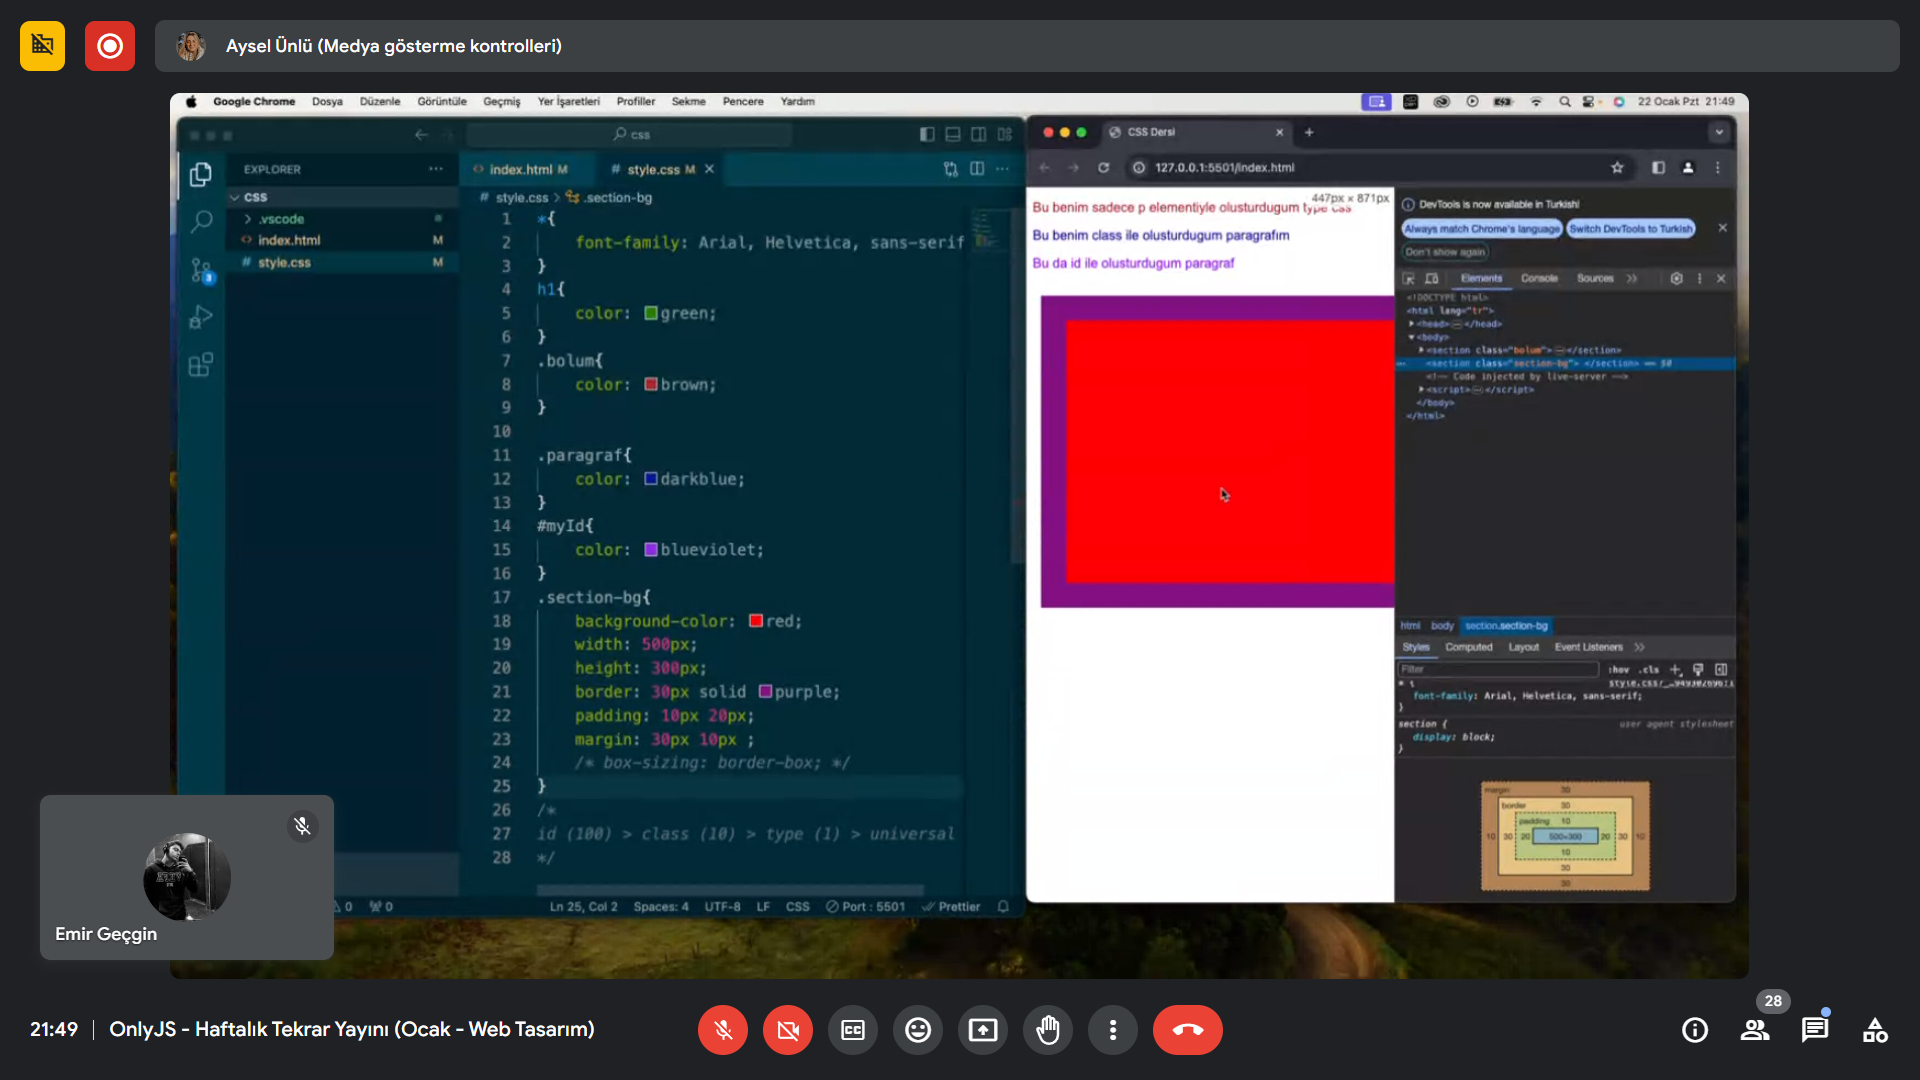 Aysel Ünlü (Medya gösterme kontrolleri)
Google Chrome Dosya Düzenle Görüntüle Geçmiş Yer İşaretleri Profiller Sekme Pencere Yardım
22 Ocak Pzt 21:49
css
EXPLORER
CSS
.vscode
index.html M
style.css M
3
index.html M
# style.css M
# style.css > .section-bg
1 *{
2 font-family: Arial, Helvetica, sans-serif
3 }
4 h1{
5 color: green;
6 }
7 .bolum{
8 color: brown;
9 }
10
11 .paragraf{
12 color: darkblue;
13 }
14 #myId{
15 color: blueviolet;
16 }
17 .section-bg{
18 background-color: red;
19 width: 500px;
20 height: 300px;
21 border: 30px solid purple;
22 padding: 10px 20px;
23 margin: 30px 10px ;
24 /* box-sizing: border-box; */
25 }
26 /*
27 id (100) > class (10) > type (1) > universal
28 */
0 0
Ln 25, Col 2 Spaces: 4 UTF-8 LF CSS Port : 5501 Prettier
CSS Dersi
127.0.0.1:5501/index.html
447px × 871px
Bu benim sadece p elementiyle olusturdugum type css
Bu benim class ile olusturdugum paragrafım
Bu da id ile olusturdugum paragraf
DevTools is now available in Turkish!
Always match Chrome's language
Switch DevTools to Turkish
Don't show again
Elements Console Sources
<!DOCTYPE html>
<html lang="tr">
<head> </head>
<body>
<section class="bolum"> </section>
<section class="section-bg"> </section> == $0
<!-- Code injected by live-server -->
<script> </script>
</body>
</html>
html body section.section-bg
Styles Computed Layout Event Listeners
Filter :hov .cls
* {
font-family: Arial, Helvetica, sans-serif;
}
section { user agent stylesheet
display: block;
}
margin 30
border 30
padding 10
10 30 20 500×300 20 30 10
10
30
30
Emir Geçgin
21:49 | OnlyJS - Haftalık Tekrar Yayını (Ocak - Web Tasarım)
CC
28